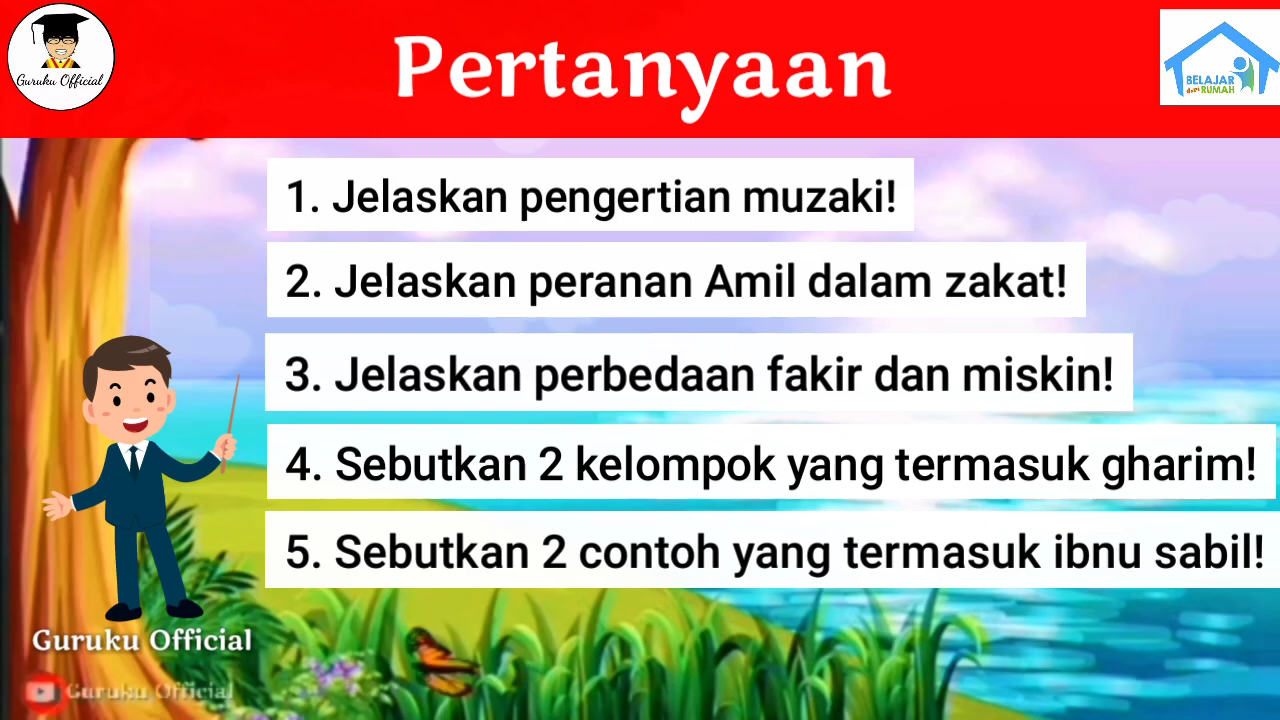 Guruku Official
Pertanyaan
BELAJAR
dari RUMAH
1. Jelaskan pengertian muzaki!
2. Jelaskan peranan Amil dalam zakat!
3. Jelaskan perbedaan fakir dan miskin!
4. Sebutkan 2 kelompok yang termasuk gharim!
5. Sebutkan 2 contoh yang termasuk ibnu sabil!
Guruku Official
Guruku Official